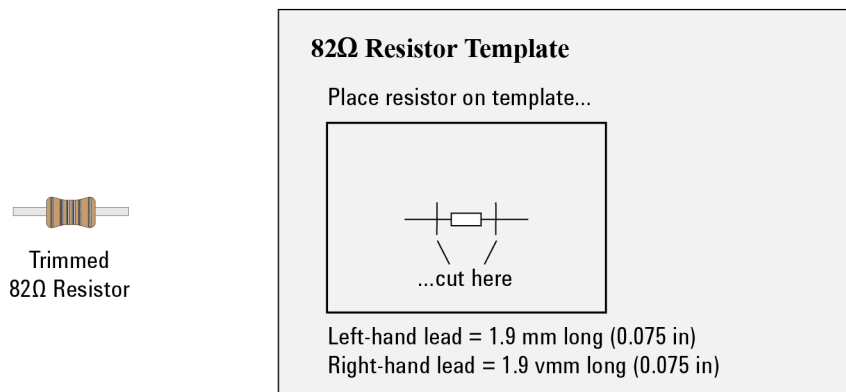 82Ω Resistor Template
Place resistor on template...
...cut here
Left-hand lead = 1.9 mm long (0.075 in)
Right-hand lead = 1.9 vmm long (0.075 in)
Trimmed
82Ω Resistor